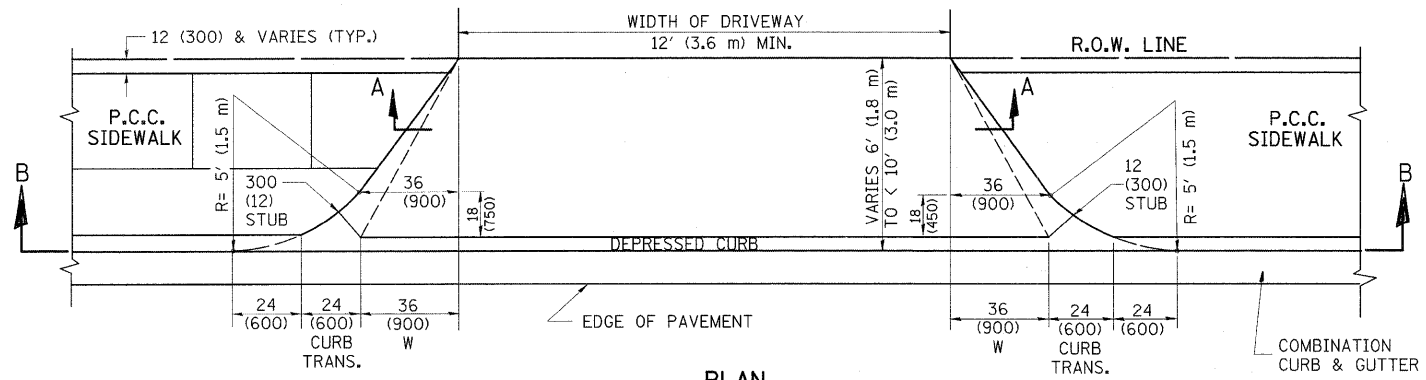 WIDTH OF DRIVEWAY
12' (3.6 m) MIN.
12 (300) & VARIES (TYP.)
R.O.W. LINE
A
A
P.C.C.
SIDEWALK
P.C.C.
SIDEWALK
B
B
R= 5' (1.5 m)
300
(12)
STUB
36
(900)
18
(750)
VARIES 6' (1.8 m)
TO < 10' (3.0 m)
36
(900)
18
(450)
12
(300)
STUB
R= 5' (1.5 m)
DEPRESSED CURB
24
(600)
24
(600)
CURB
TRANS.
36
(900)
W
EDGE OF PAVEMENT
36
(900)
W
24
(600)
CURB
TRANS.
24
(600)
COMBINATION
CURB & GUTTER
PLAN